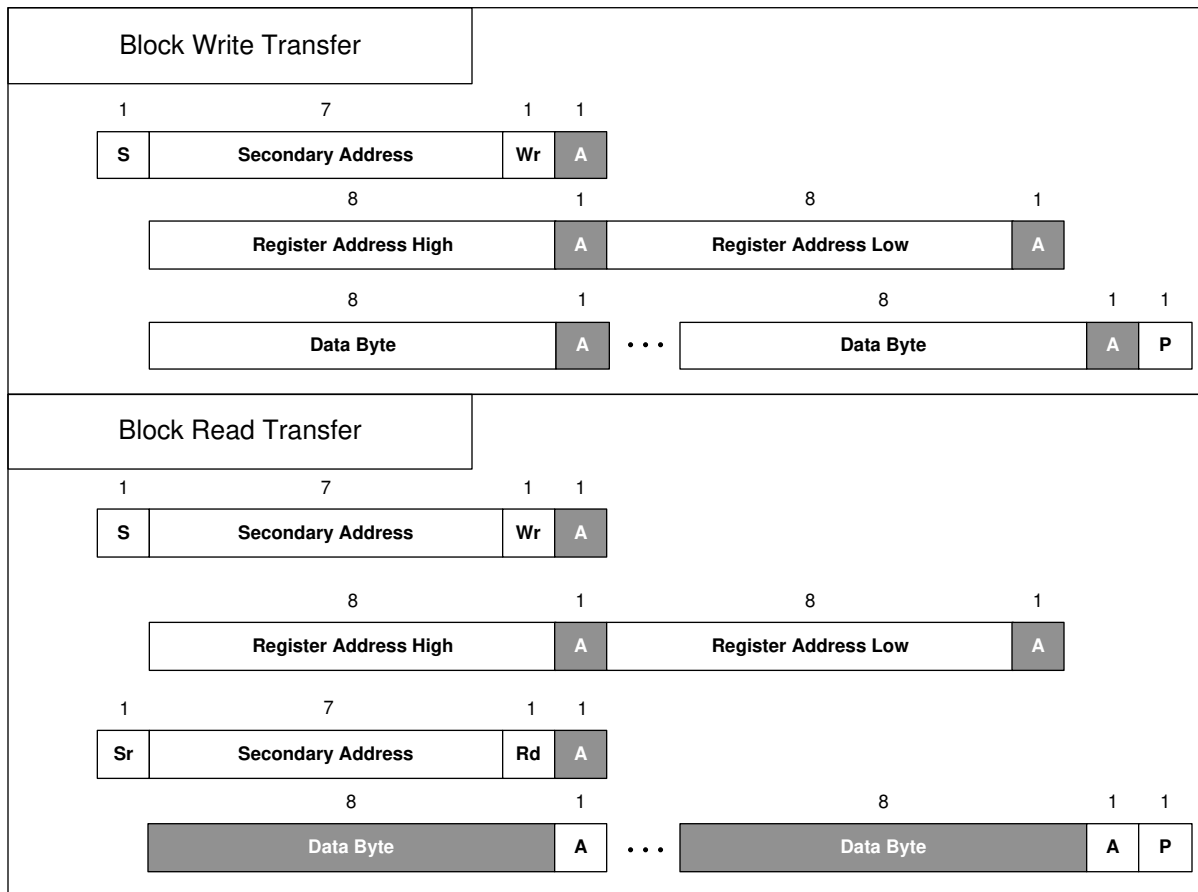 Block Write Transfer
1 7 1 1
S Secondary Address Wr A
8 1 8 1
Register Address High A Register Address Low A
8 1 8 1 1
Data Byte A • • • Data Byte A P
Block Read Transfer
1 7 1 1
S Secondary Address Wr A
8 1 8 1
Register Address High A Register Address Low A
1 7 1 1
Sr Secondary Address Rd A
8 1 8 1 1
Data Byte A • • • Data Byte A P